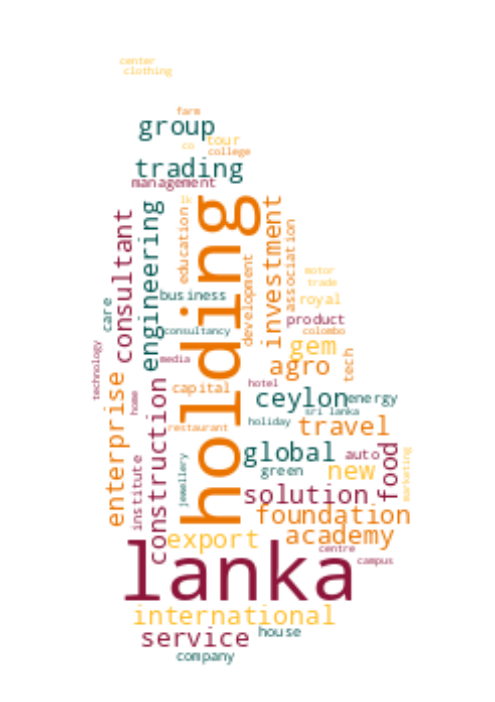 center
clothing
farm
group
co
tour
college
trading
management
lk
holding
consultant
engineering
education
investment
association
development
care
business
consultancy
motor
trade
royal
product
colombo
gem
tech
technology
media
agro
home
capital
hotel
ceylon
energy
sri lanka
enterprise
construction
restaurant
holiday
travel
global
auto
food
marketing
institute
jewellery
green
new
solution
foundation
export
academy
centre
campus
lanka
international
service
house
company